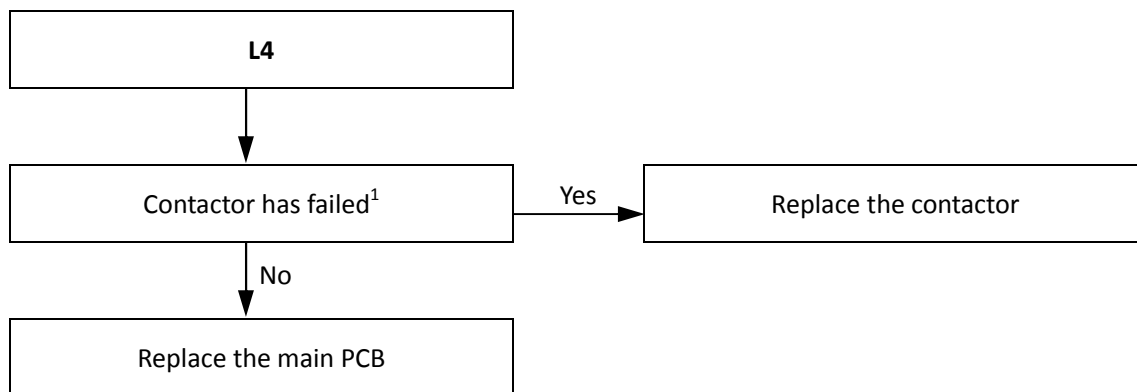 L4
Contactor has failed¹
Yes
Replace the contactor
No
Replace the main PCB